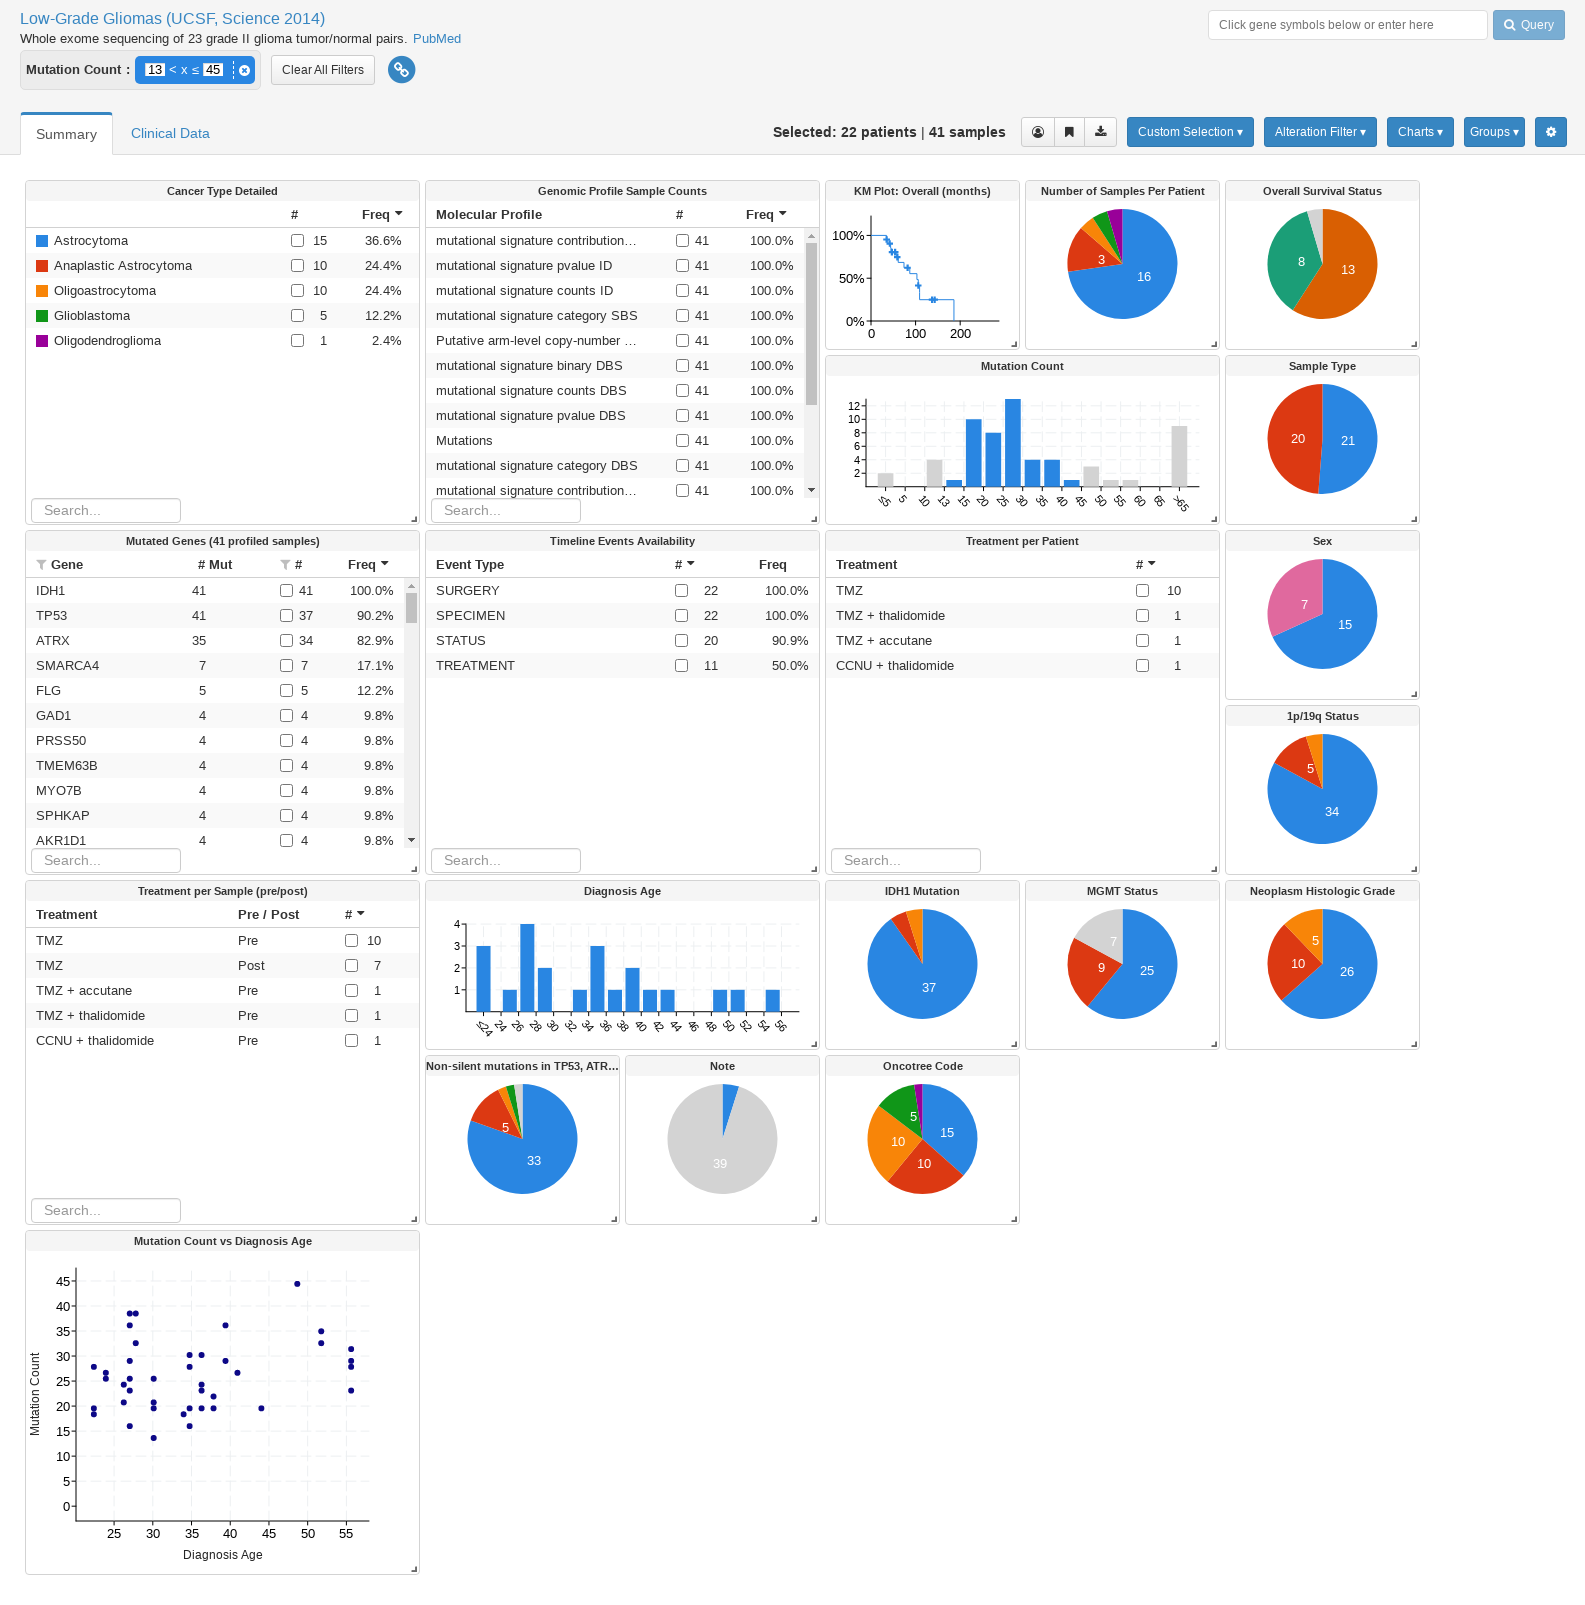 Low-Grade Gliomas (UCSF, Science 2014)
Whole exome sequencing of 23 grade II glioma tumor/normal pairs. PubMed
Click gene symbols below or enter here
Query
Mutation Count : 13 < x ≤ 45
Clear All Filters
Summary
Clinical Data
Selected: 22 patients | 41 samples
Custom Selection ▾
Alteration Filter ▾
Charts ▾
Groups ▾
Cancer Type Detailed
# Freq
Astrocytoma 15 36.6%
Anaplastic Astrocytoma 10 24.4%
Oligoastrocytoma 10 24.4%
Glioblastoma 5 12.2%
Oligodendroglioma 1 2.4%
Search...
Genomic Profile Sample Counts
Molecular Profile # Freq
mutational signature contribution… 41 100.0%
mutational signature pvalue ID 41 100.0%
mutational signature counts ID 41 100.0%
mutational signature category SBS 41 100.0%
Putative arm-level copy-number … 41 100.0%
mutational signature binary DBS 41 100.0%
mutational signature counts DBS 41 100.0%
mutational signature pvalue DBS 41 100.0%
Mutations 41 100.0%
mutational signature category DBS 41 100.0%
mutational signature contribution… 41 100.0%
Search...
KM Plot: Overall (months)
100%
50%
0%
0 100 200
Number of Samples Per Patient
3
16
Overall Survival Status
8
13
Mutation Count
12
10
8
6
4
2
≤5 5 10 13 15 20 25 30 35 40 45 50 55 60 65 >65
Sample Type
20
21
Mutated Genes (41 profiled samples)
Gene # Mut # Freq
IDH1 41 41 100.0%
TP53 41 37 90.2%
ATRX 35 34 82.9%
SMARCA4 7 7 17.1%
FLG 5 5 12.2%
GAD1 4 4 9.8%
PRSS50 4 4 9.8%
TMEM63B 4 4 9.8%
MYO7B 4 4 9.8%
SPHKAP 4 4 9.8%
AKR1D1 4 4 9.8%
Search...
Timeline Events Availability
Event Type # Freq
SURGERY 22 100.0%
SPECIMEN 22 100.0%
STATUS 20 90.9%
TREATMENT 11 50.0%
Search...
Treatment per Patient
Treatment #
TMZ 10
TMZ + thalidomide 1
TMZ + accutane 1
CCNU + thalidomide 1
Search...
Sex
7
15
1p/19q Status
5
34
Treatment per Sample (pre/post)
Treatment Pre / Post #
TMZ Pre 10
TMZ Post 7
TMZ + accutane Pre 1
TMZ + thalidomide Pre 1
CCNU + thalidomide Pre 1
Search...
Diagnosis Age
4
3
2
1
≤24 24 26 28 30 32 34 36 38 40 42 44 46 48 50 52 54 56
IDH1 Mutation
37
MGMT Status
7
9
25
Neoplasm Histologic Grade
5
10
26
Non-silent mutations in TP53, ATR…
5
33
Note
39
Oncotree Code
5
15
10
10
Mutation Count vs Diagnosis Age
Mutation Count
45
40
35
30
25
20
15
10
5
0
25 30 35 40 45 50 55
Diagnosis Age